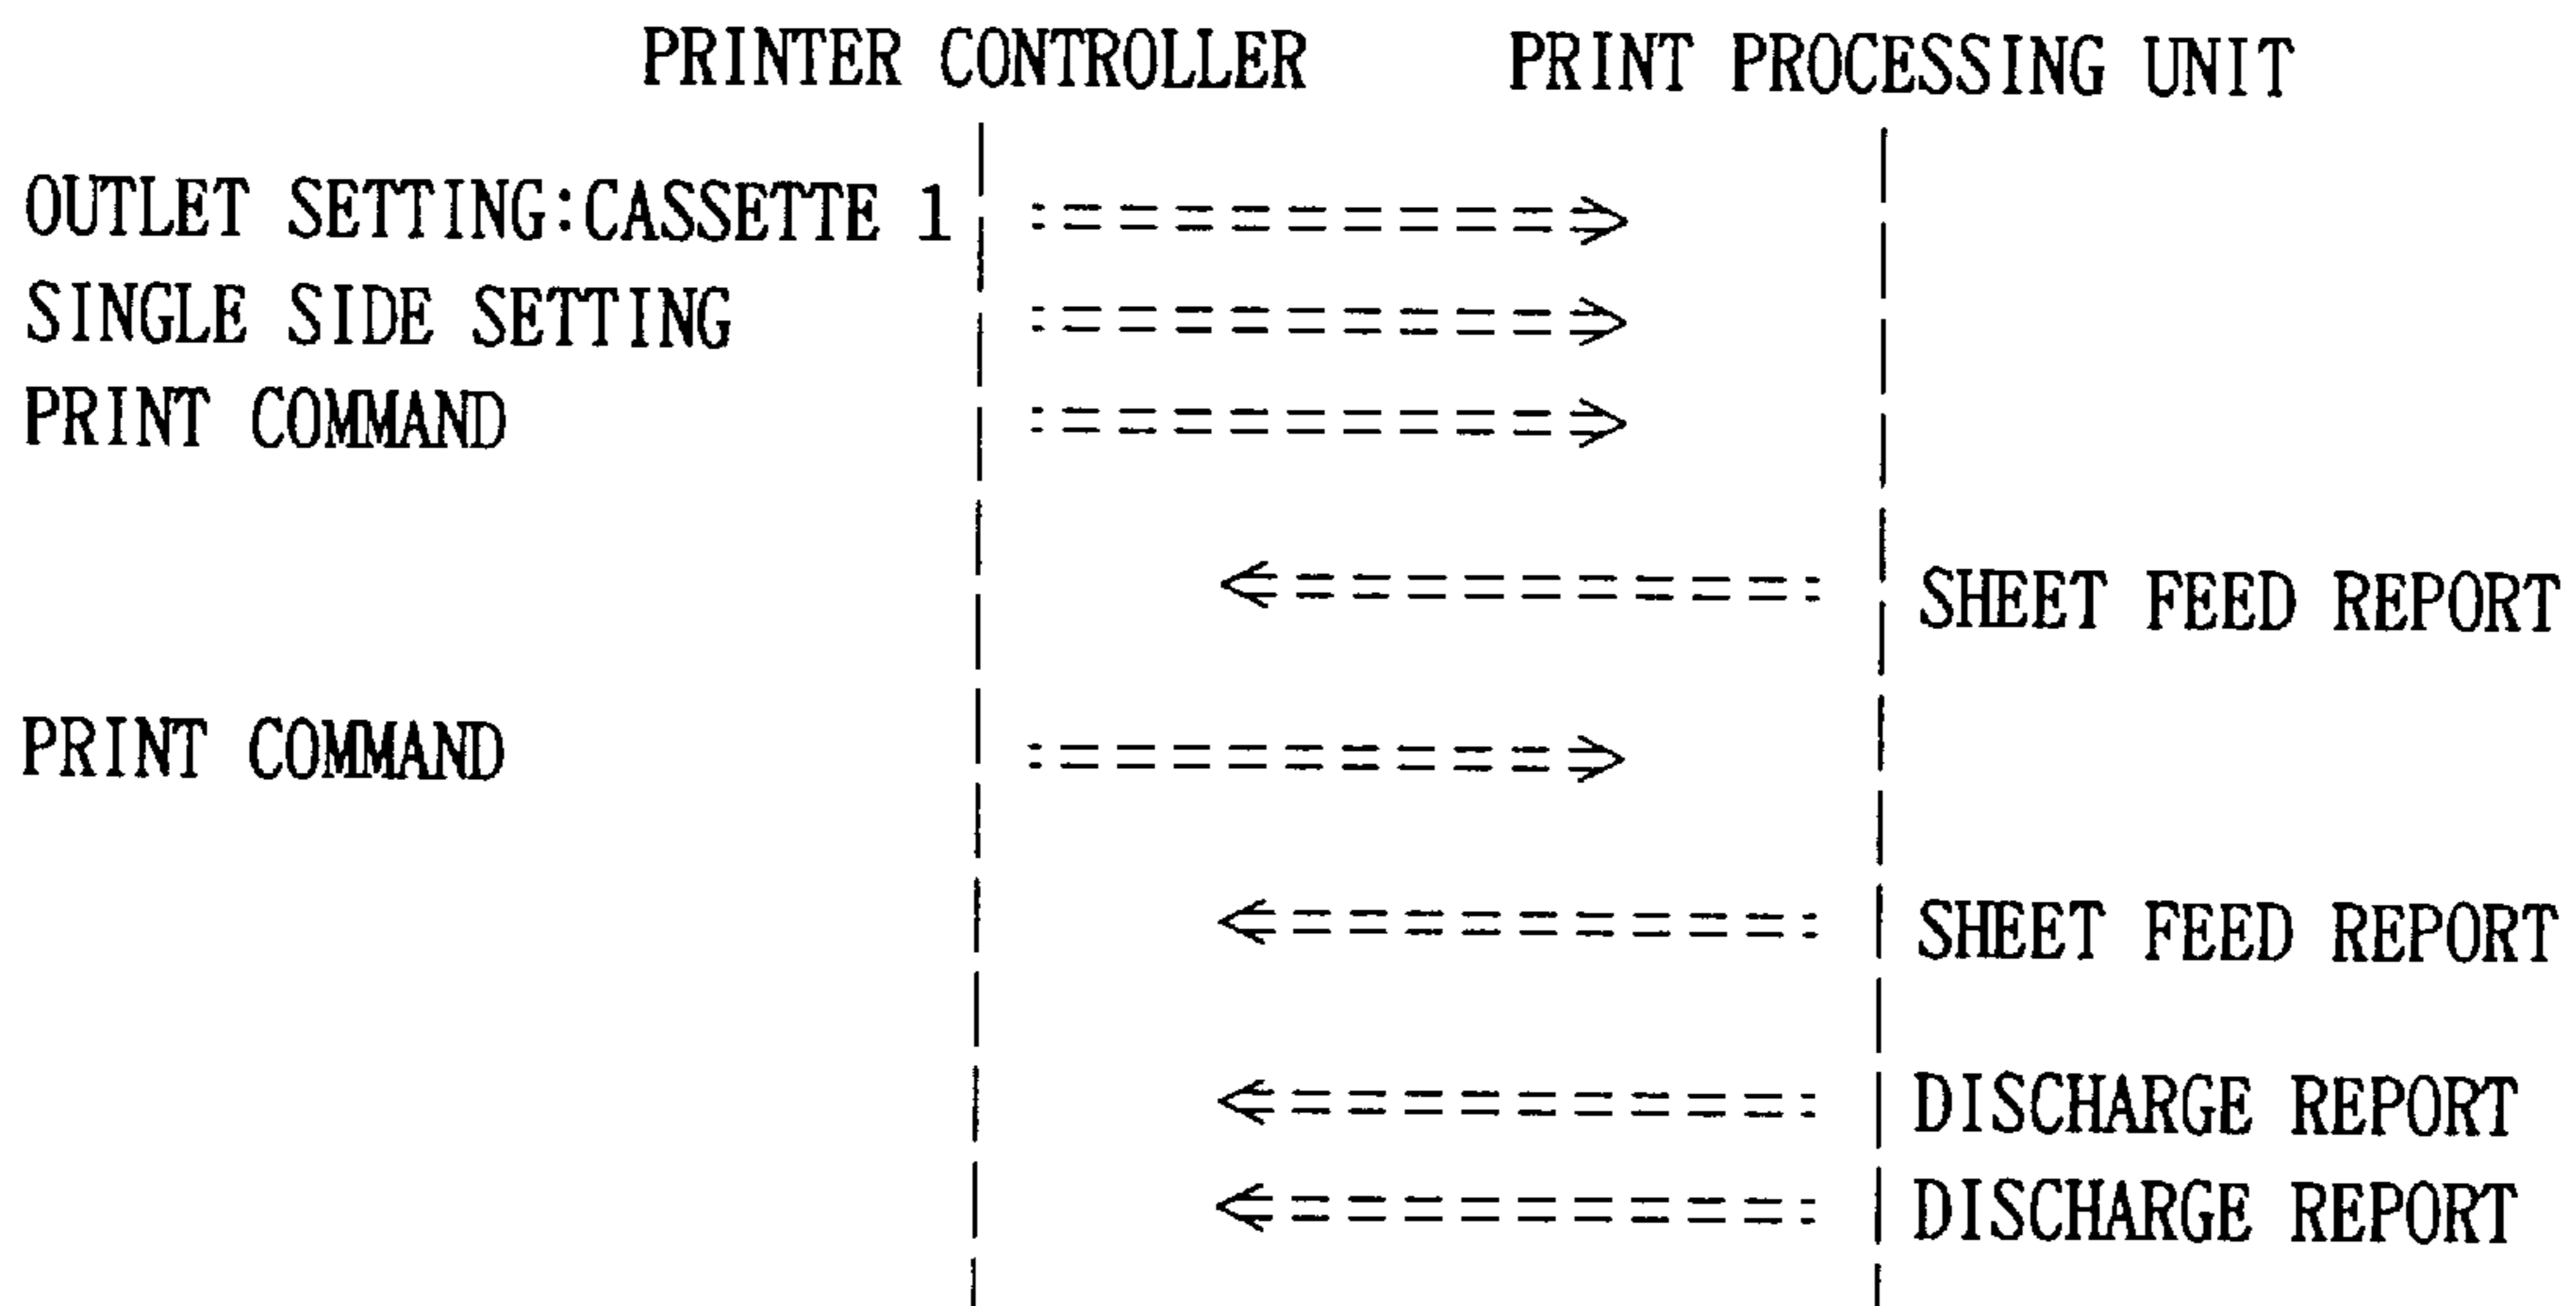 PRINTER CONTROLLER PRINT PROCESSING UNIT
OUTLET SETTING:CASSETTE 1
SINGLE SIDE SETTING
PRINT COMMAND
SHEET FEED REPORT
PRINT COMMAND
SHEET FEED REPORT
DISCHARGE REPORT
DISCHARGE REPORT